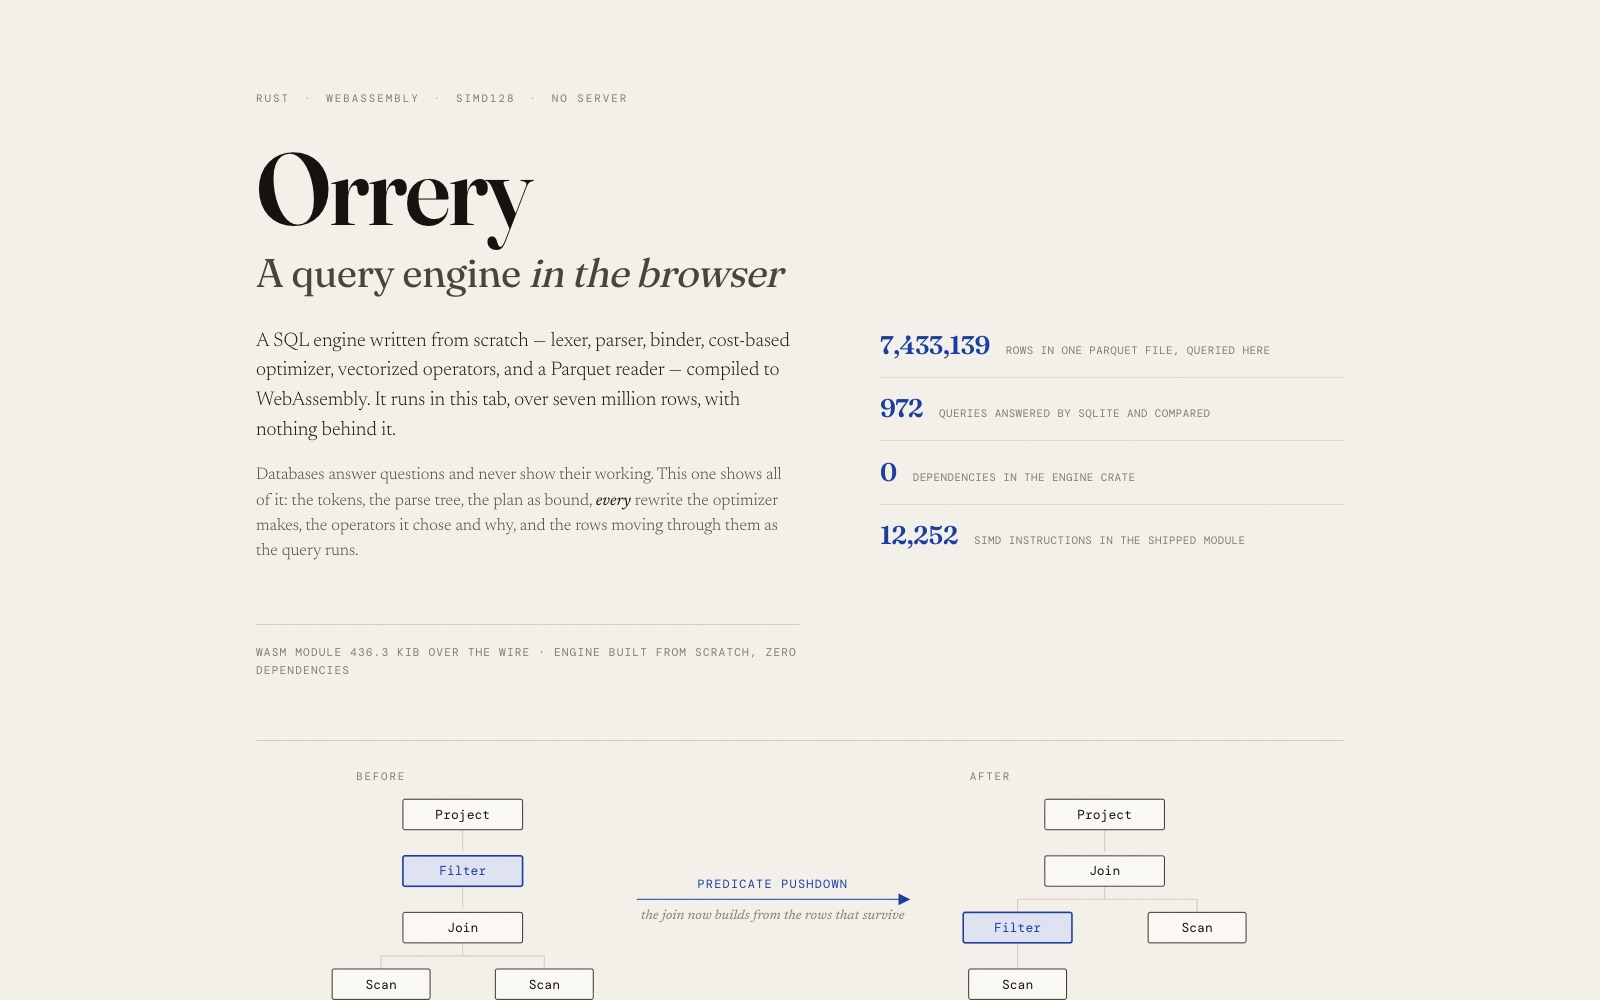 RUST · WEBASSEMBLY · SIMD128 · NO SERVER
Orrery
A query engine in the browser
A SQL engine written from scratch — lexer, parser, binder, cost-based
optimizer, vectorized operators, and a Parquet reader — compiled to
WebAssembly. It runs in this tab, over seven million rows, with
nothing behind it.
Databases answer questions and never show their working. This one shows all
of it: the tokens, the parse tree, the plan as bound, every rewrite the optimizer
makes, the operators it chose and why, and the rows moving through them as
the query runs.
7,433,139 ROWS IN ONE PARQUET FILE, QUERIED HERE
972 QUERIES ANSWERED BY SQLITE AND COMPARED
0 DEPENDENCIES IN THE ENGINE CRATE
12,252 SIMD INSTRUCTIONS IN THE SHIPPED MODULE
WASM MODULE 436.3 KIB OVER THE WIRE · ENGINE BUILT FROM SCRATCH, ZERO
DEPENDENCIES
BEFORE
Project
Filter
Join
Scan Scan
PREDICATE PUSHDOWN
the join now builds from the rows that survive
AFTER
Project
Join
Filter Scan
Scan